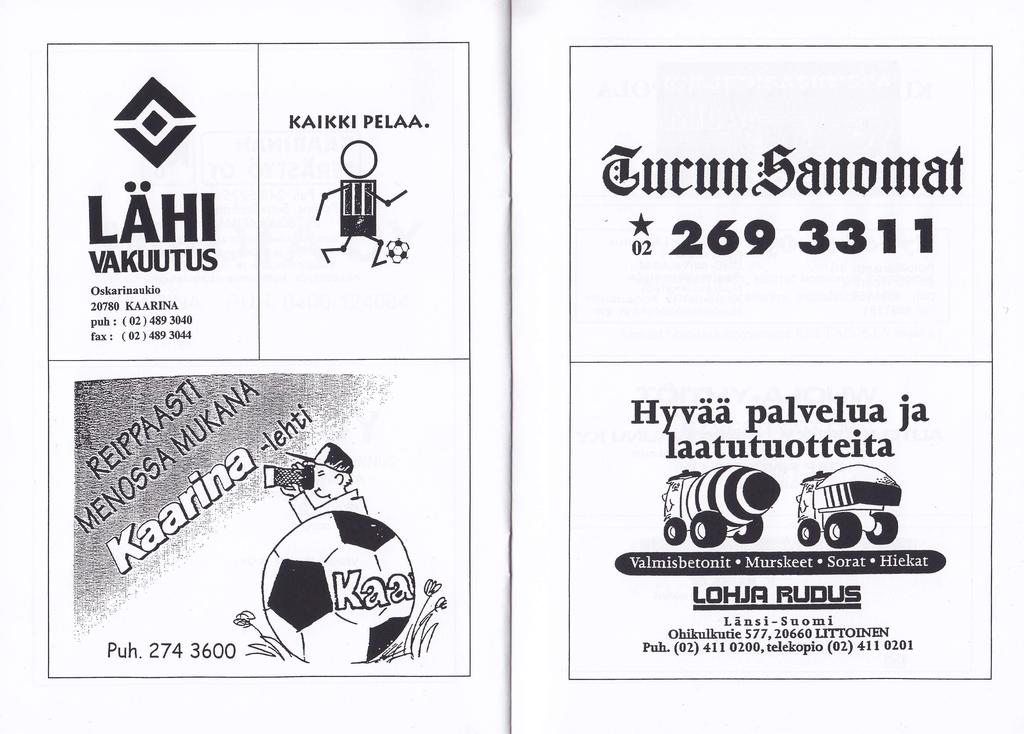 LÄHI
VAKUUTUS
Oskarinaukio
20780 KAARINA
puh : ( 02 ) 489 3040
fax : ( 02 ) 489 3044
KAIKKI PELAA.
REIPPAASTI
MENOSSA MUKANA
Kaarina -lehti
Kaa
Puh. 274 3600
Turun Sanomat
02 269 3311
Hyvää palvelua ja
laatutuotteita
Valmisbetonit • Murskeet • Sorat • Hiekat
LOHJA RUDUS
Länsi-Suomi
Ohikulkutie 577, 20660 LITTOINEN
Puh. (02) 411 0200, telekopio (02) 411 0201